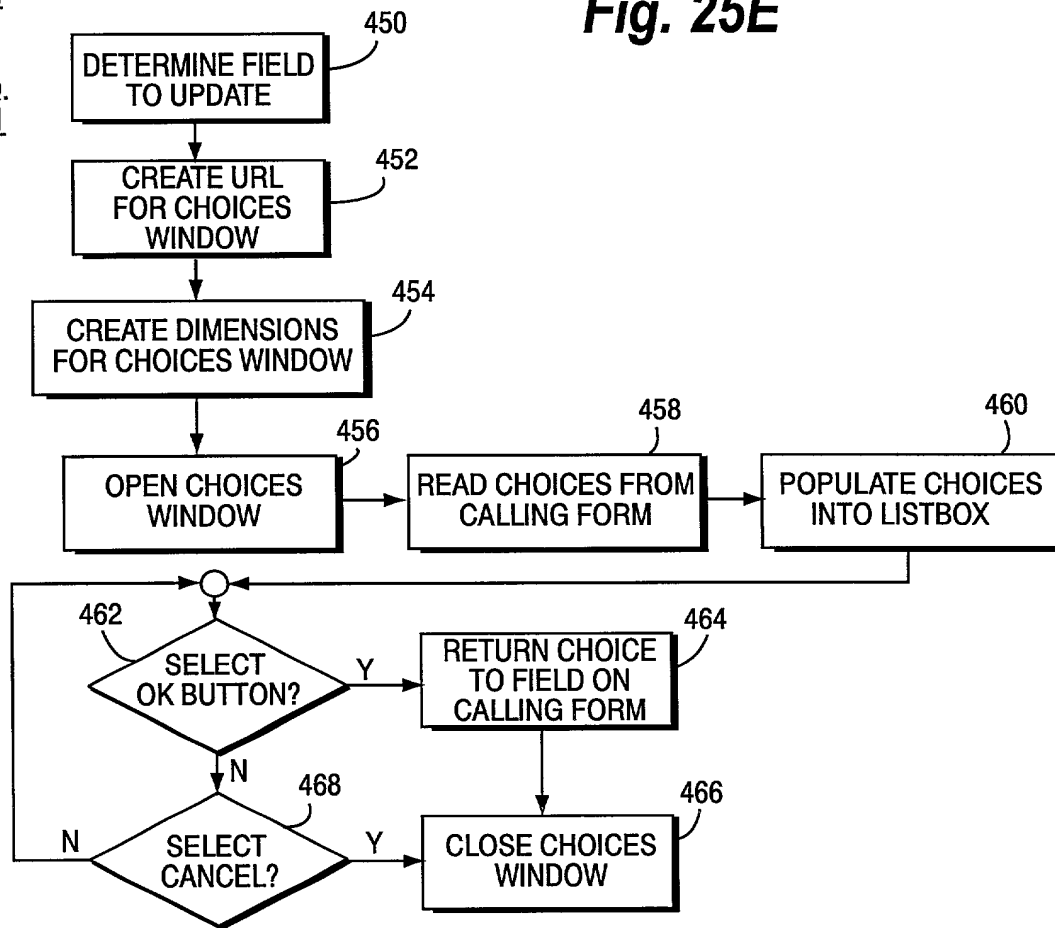 Fig. 25E
450
DETERMINE FIELD
TO UPDATE
452
CREATE URL
FOR CHOICES
WINDOW
454
CREATE DIMENSIONS
FOR CHOICES WINDOW
456
OPEN CHOICES
WINDOW
458
READ CHOICES FROM
CALLING FORM
460
POPULATE CHOICES
INTO LISTBOX
462
SELECT
OK BUTTON?
Y
464
RETURN CHOICE
TO FIELD ON
CALLING FORM
N
468
SELECT
CANCEL?
N
Y
466
CLOSE CHOICES
WINDOW